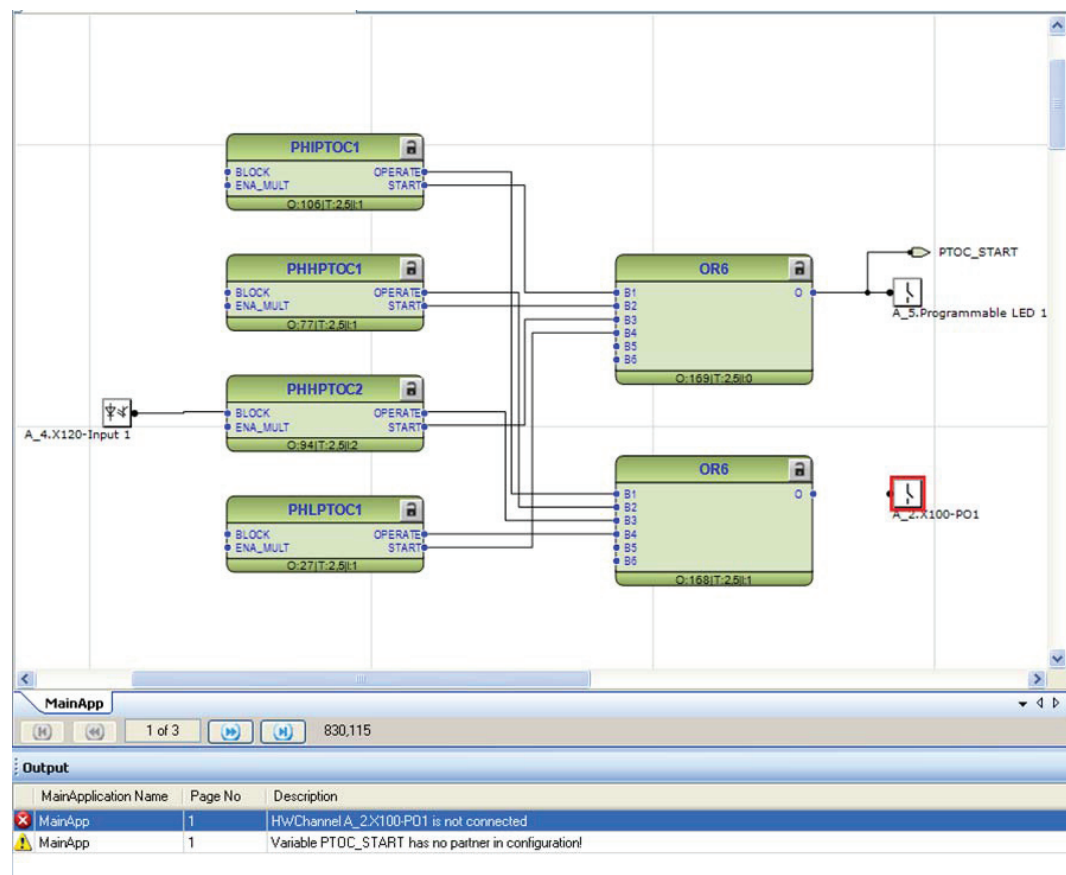 PHIPTOC1
BLOCK OPERATE
ENA_MULT START
O:106|T:2,5|I:1
PHHPTOC1
BLOCK OPERATE
ENA_MULT START
O:77|T:2,5|I:1
PHHPTOC2
BLOCK OPERATE
ENA_MULT START
O:94|T:2,5|I:2
A_4.X120-Input 1
PHLPTOC1
BLOCK OPERATE
ENA_MULT START
O:27|T:2,5|I:1
OR6
B1 O
B2
B3
B4
B5
B6
O:169|T:2,5|I:0
PTOC_START
A_5.Programmable LED 1
OR6
B1 O
B2
B3
B4
B5
B6
O:168|T:2,5|I:1
A_2.X100-PO1
MainApp
1 of 3 830,115
Output
MainApplication Name Page No Description
MainApp 1 HWChannel A_2.X100-PO1 is not connected
MainApp 1 Variable PTOC_START has no partner in configuration!